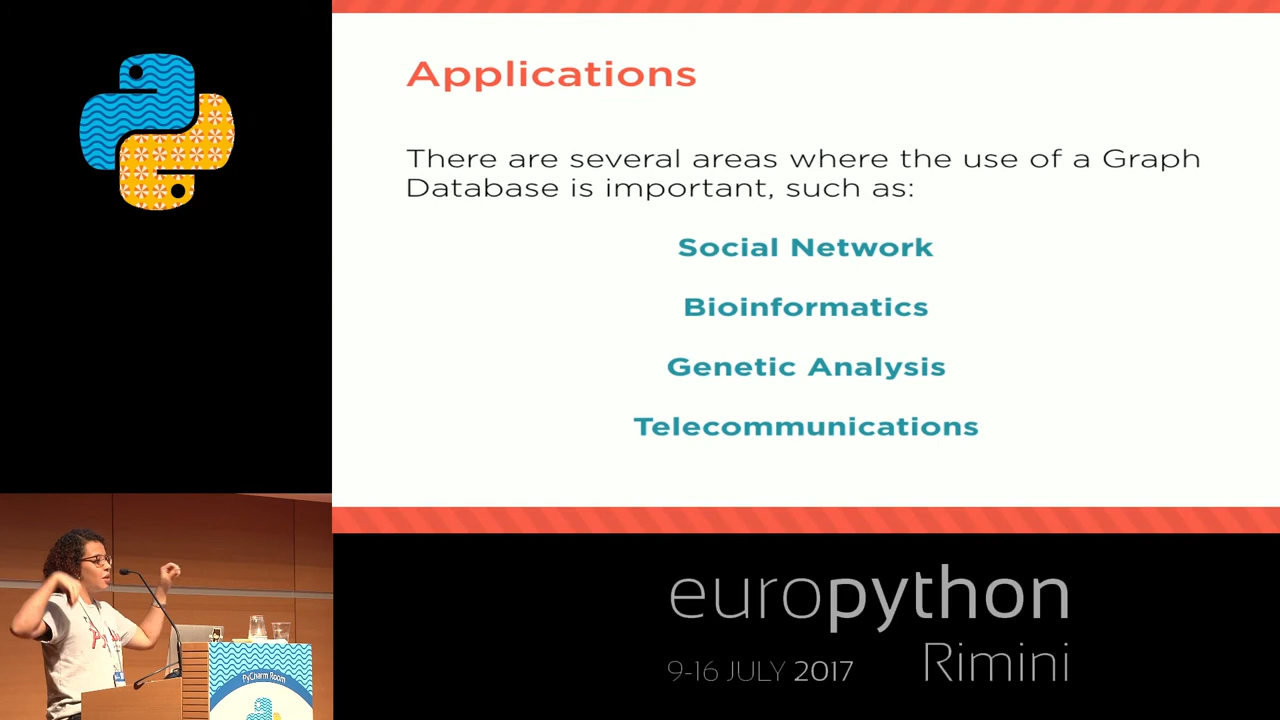 Applications
There are several areas where the use of a Graph
Database is important, such as:
Social Network
Bioinformatics
Genetic Analysis
Telecommunications
europython
Rimini
9-16 JULY 2017
PyCharm Room